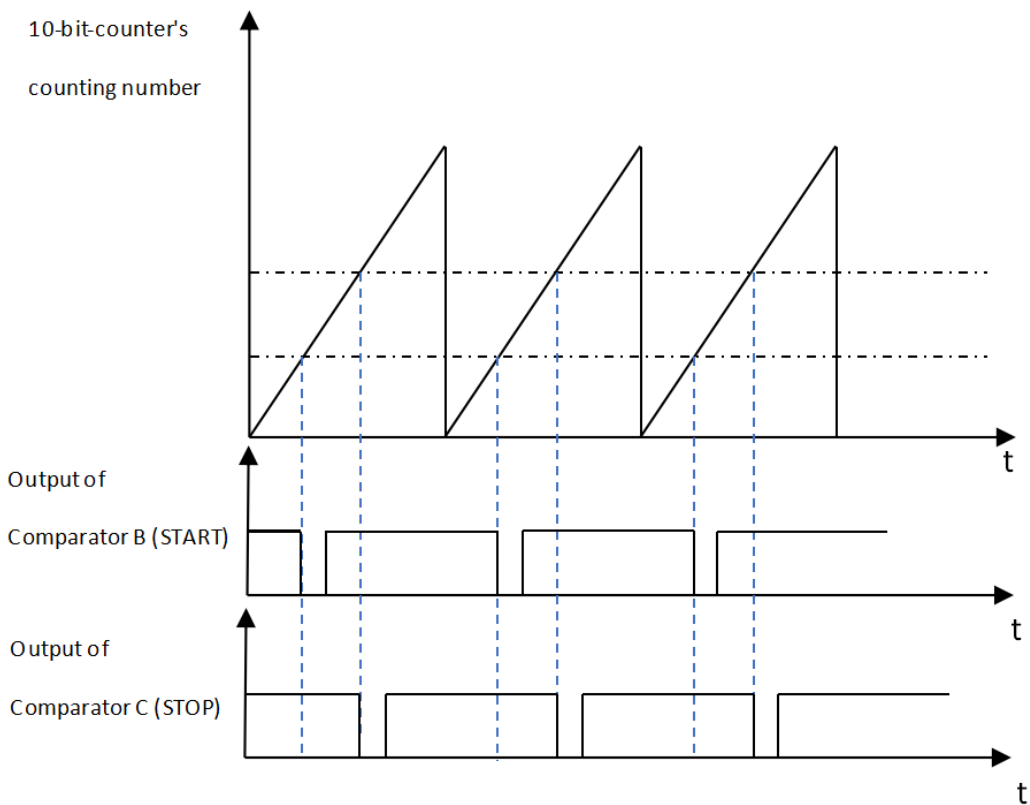 10-bit-counter's
counting number
t
Output of
Comparator B (START)
t
Output of
Comparator C (STOP)
t